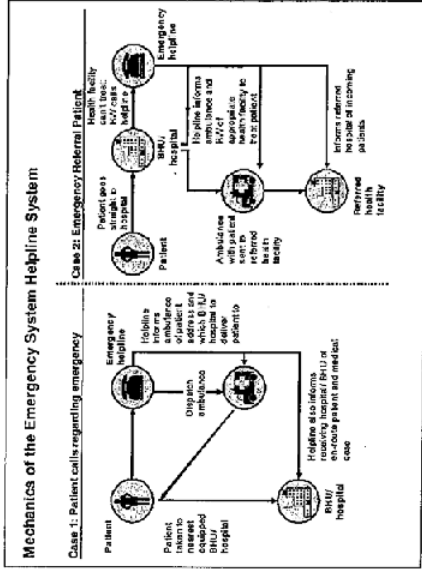 Mechanics of the Emergency System Helpline System
Case 1: Patient calls regarding emergency
Patient
Emergency
helpline
Helpline
informs
ambulance
of patient
address and
which BHU/
hospital to
deliver
patient to
Dispatch
ambulance
Patient
taken to
nearest
equipped
BHU/
hospital
Helpline also informs
receiving hospital/ BHU of
en-route patient and medical
case
BHU/
hospital
Case 2: Emergency Referral Patient
Patient goes
straight to
hospital
Patient
Health facility
can't treat
calls
helpline
BHU/
hospital
Emergency
helpline
Helpline informs
ambulance and
of
appropriate
health facility to
treat patient
Ambulance
with patient
sent to
referred
health
facility
Informs referred
hospital of incoming
patients
Referred
health
facility